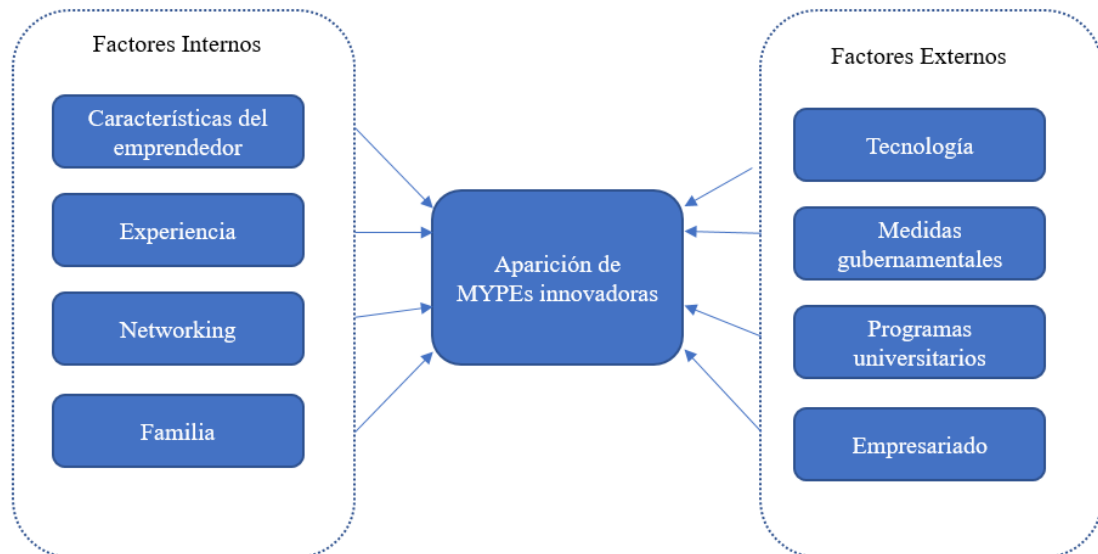 Factores Internos
Características del
emprendedor
Experiencia
Networking
Familia
Aparición de
MYPEs innovadoras
Factores Externos
Tecnología
Medidas
gubernamentales
Programas
universitarios
Empresariado